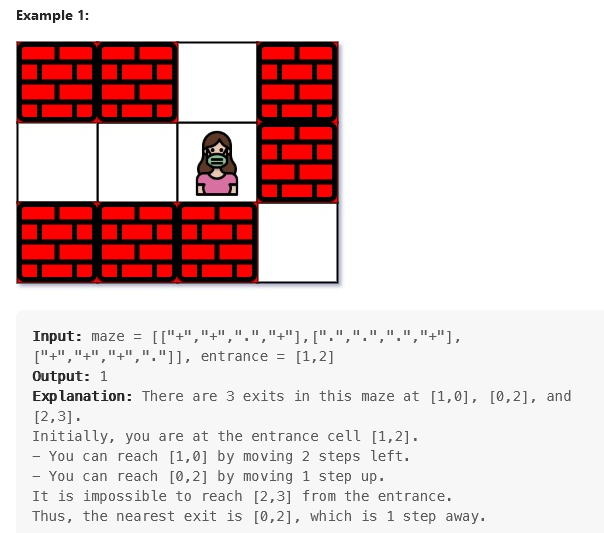 Example 1:
Input: maze = [["+","+",".","+"],[".",".",".","+"],
["+","+","+","."]], entrance = [1,2]
Output: 1
Explanation: There are 3 exits in this maze at [1,0], [0,2], and
[2,3].
Initially, you are at the entrance cell [1,2].
– You can reach [1,0] by moving 2 steps left.
– You can reach [0,2] by moving 1 step up.
It is impossible to reach [2,3] from the entrance.
Thus, the nearest exit is [0,2], which is 1 step away.